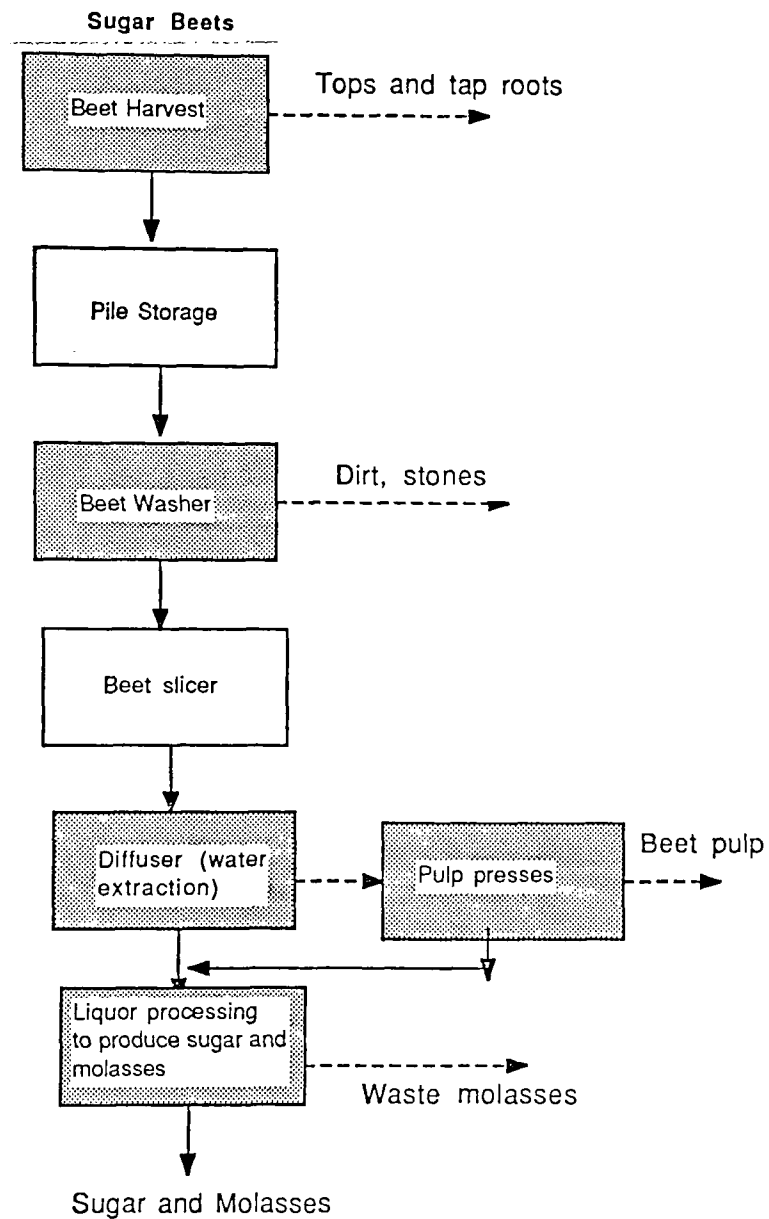 Sugar Beets
Beet Harvest
Tops and tap roots
Pile Storage
Beet Washer
Dirt, stones
Beet slicer
Diffuser (water
extraction)
Pulp presses
Beet pulp
Liquor processing
to produce sugar and
molasses
Waste molasses
Sugar and Molasses